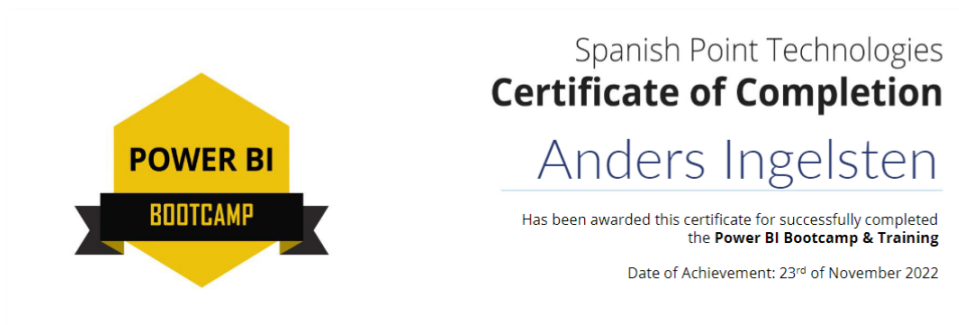 POWER BI
BOOTCAMP
Spanish Point Technologies
Certificate of Completion
Anders Ingelsten
Has been awarded this certificate for successfully completed
the Power BI Bootcamp & Training
Date of Achievement: 23rd of November 2022